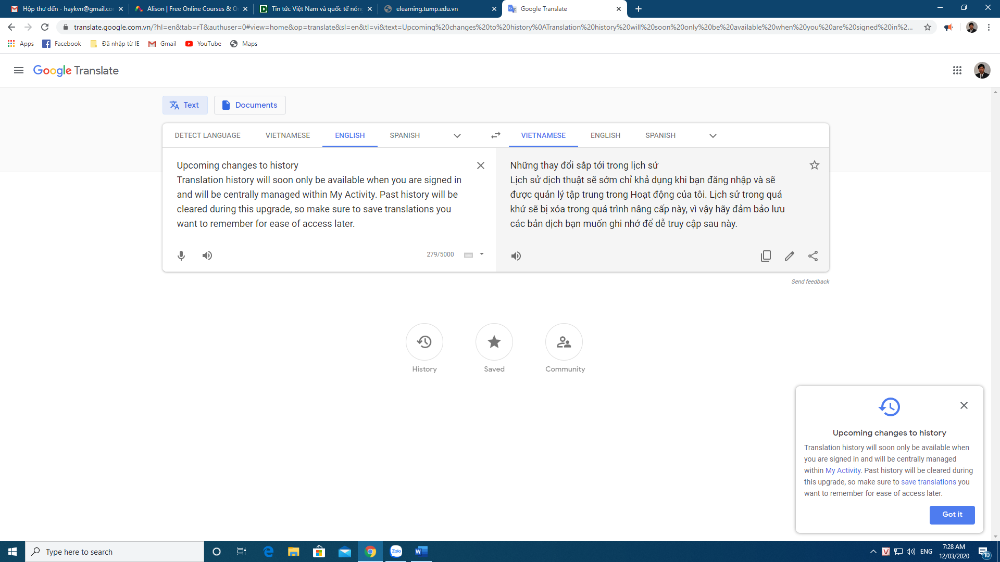 Hộp thư đến - haykvn@gmail.co
Alison | Free Online Courses & O
Tin tức Việt Nam và quốc tế nóng
elearning.tump.edu.vn
Google Translate
translate.google.com.vn/?hl=en&tab=rT&authuser=0#view=home&op=translate&sl=en&tl=vi&text=Upcoming%20changes%20to%20history%0ATranslation%20history%20will%20soon%20only%20be%20available%20when%20you%20are%20signed%20in%2...
Apps
Facebook
Đã nhập từ IE
Gmail
YouTube
Maps
Google Translate
Text
Documents
DETECT LANGUAGE
VIETNAMESE
ENGLISH
SPANISH
VIETNAMESE
ENGLISH
SPANISH
Upcoming changes to history
Translation history will soon only be available when you are signed in
and will be centrally managed within My Activity. Past history will be
cleared during this upgrade, so make sure to save translations you
want to remember for ease of access later.
279/5000
Những thay đổi sắp tới trong lịch sử
Lịch sử dịch thuật sẽ sớm chỉ khả dụng khi bạn đăng nhập và sẽ
được quản lý tập trung trong Hoạt động của tôi. Lịch sử trong quá
khứ sẽ bị xóa trong quá trình nâng cấp này, vì vậy hãy đảm bảo lưu
các bản dịch bạn muốn ghi nhớ để dễ truy cập sau này.
Send feedback
History
Saved
Community
Upcoming changes to history
Translation history will soon only be available when
you are signed in and will be centrally managed
within My Activity. Past history will be cleared during
this upgrade, so make sure to save translations you
want to remember for ease of access later.
Got it
Type here to search
Zalo
ENG
7:28 AM
12/03/2020
10